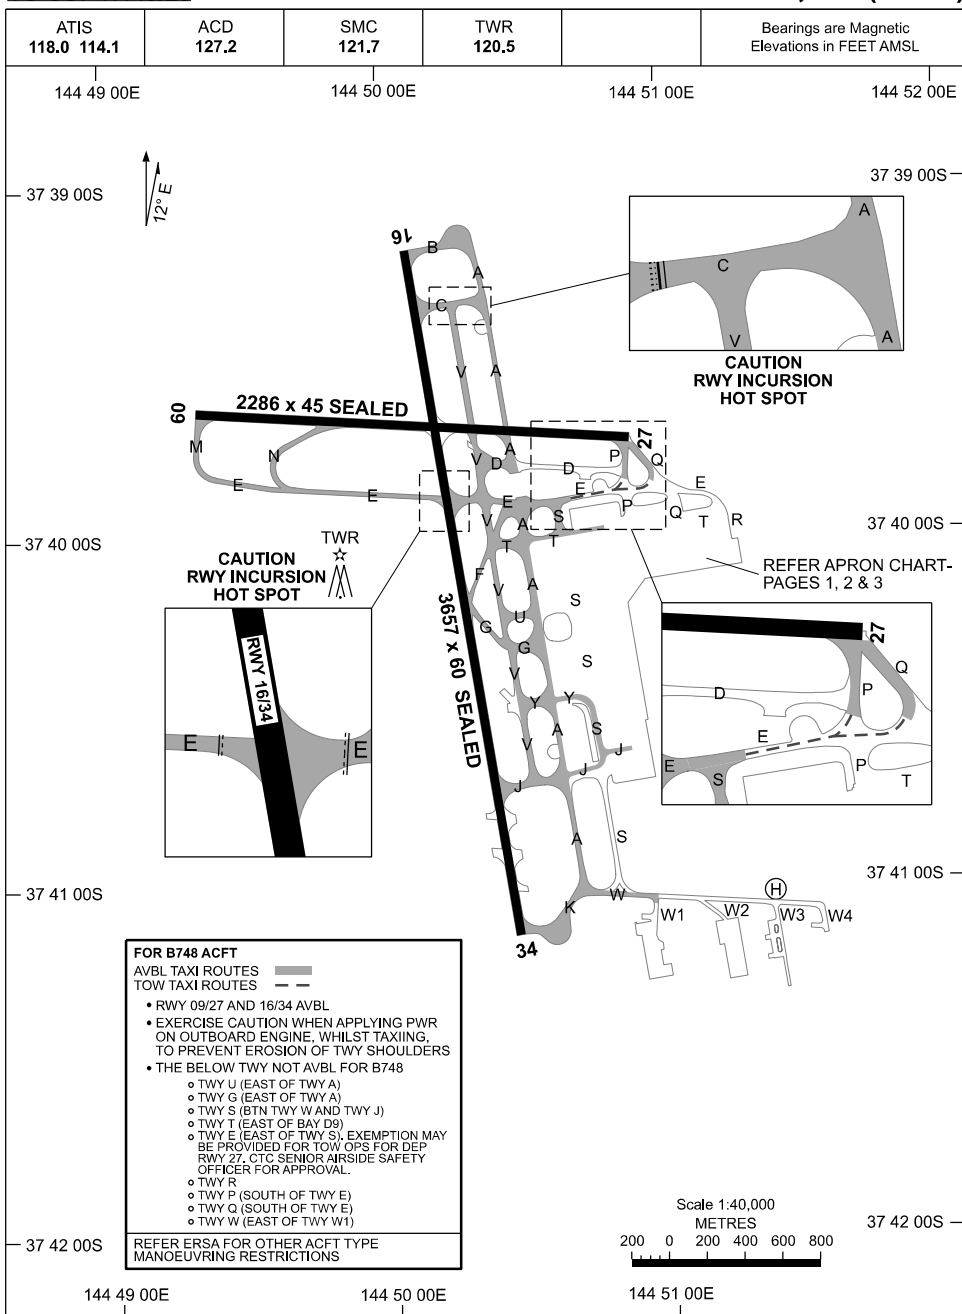 ATIS
118.0 114.1
ACD
127.2
SMC
121.7
TWR
120.5
Bearings are Magnetic
Elevations in FEET AMSL
144 49 00E
144 50 00E
144 51 00E
144 52 00E
37 39 00S
37 39 00S
12° E
16
B
A
C
V
A
A
C
V
A
CAUTION
RWY INCURSION
HOT SPOT
09
2286 x 45 SEALED
27
M
N
E
E
V
D
A
D
P
Q
E
E
E
S
P
Q
T
R
V
A
T
T
37 40 00S
37 40 00S
TWR
CAUTION
RWY INCURSION
HOT SPOT
REFER APRON CHART-
PAGES 1, 2 & 3
F
V
A
S
G
U
G
S
V
3657 x 60 SEALED
Y
Y
V
A
S
J
J
J
RWY 16/34
E
E
27
Q
P
D
E
E
S
P
T
A
S
37 41 00S
37 41 00S
K
W
H
W1
W2
W3
W4
34
FOR B748 ACFT
AVBL TAXI ROUTES
TOW TAXI ROUTES
• RWY 09/27 AND 16/34 AVBL
• EXERCISE CAUTION WHEN APPLYING PWR
ON OUTBOARD ENGINE, WHILST TAXIING,
TO PREVENT EROSION OF TWY SHOULDERS
• THE BELOW TWY NOT AVBL FOR B748
o TWY U (EAST OF TWY A)
o TWY G (EAST OF TWY A)
o TWY S (BTN TWY W AND TWY J)
o TWY T (EAST OF BAY D9)
o TWY E (EAST OF TWY S). EXEMPTION MAY
BE PROVIDED FOR TOW OPS FOR DEP
RWY 27. CTC SENIOR AIRSIDE SAFETY
OFFICER FOR APPROVAL.
o TWY R
o TWY P (SOUTH OF TWY E)
o TWY Q (SOUTH OF TWY E)
o TWY W (EAST OF TWY W1)
REFER ERSA FOR OTHER ACFT TYPE
MANOEUVRING RESTRICTIONS
Scale 1:40,000
METRES
200 0 200 400 600 800
37 42 00S
37 42 00S
144 49 00E
144 50 00E
144 51 00E